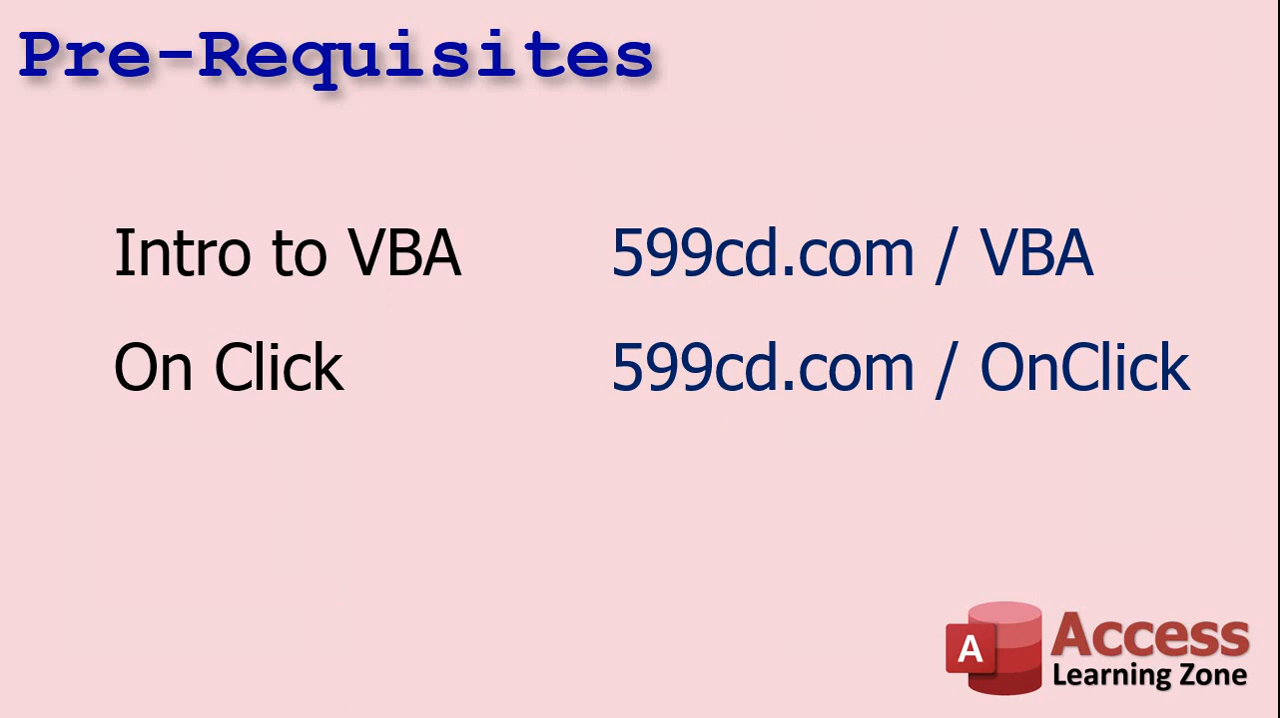 Pre-Requisites
Intro to VBA 599cd.com / VBA
On Click 599cd.com / OnClick
A Access
Learning Zone